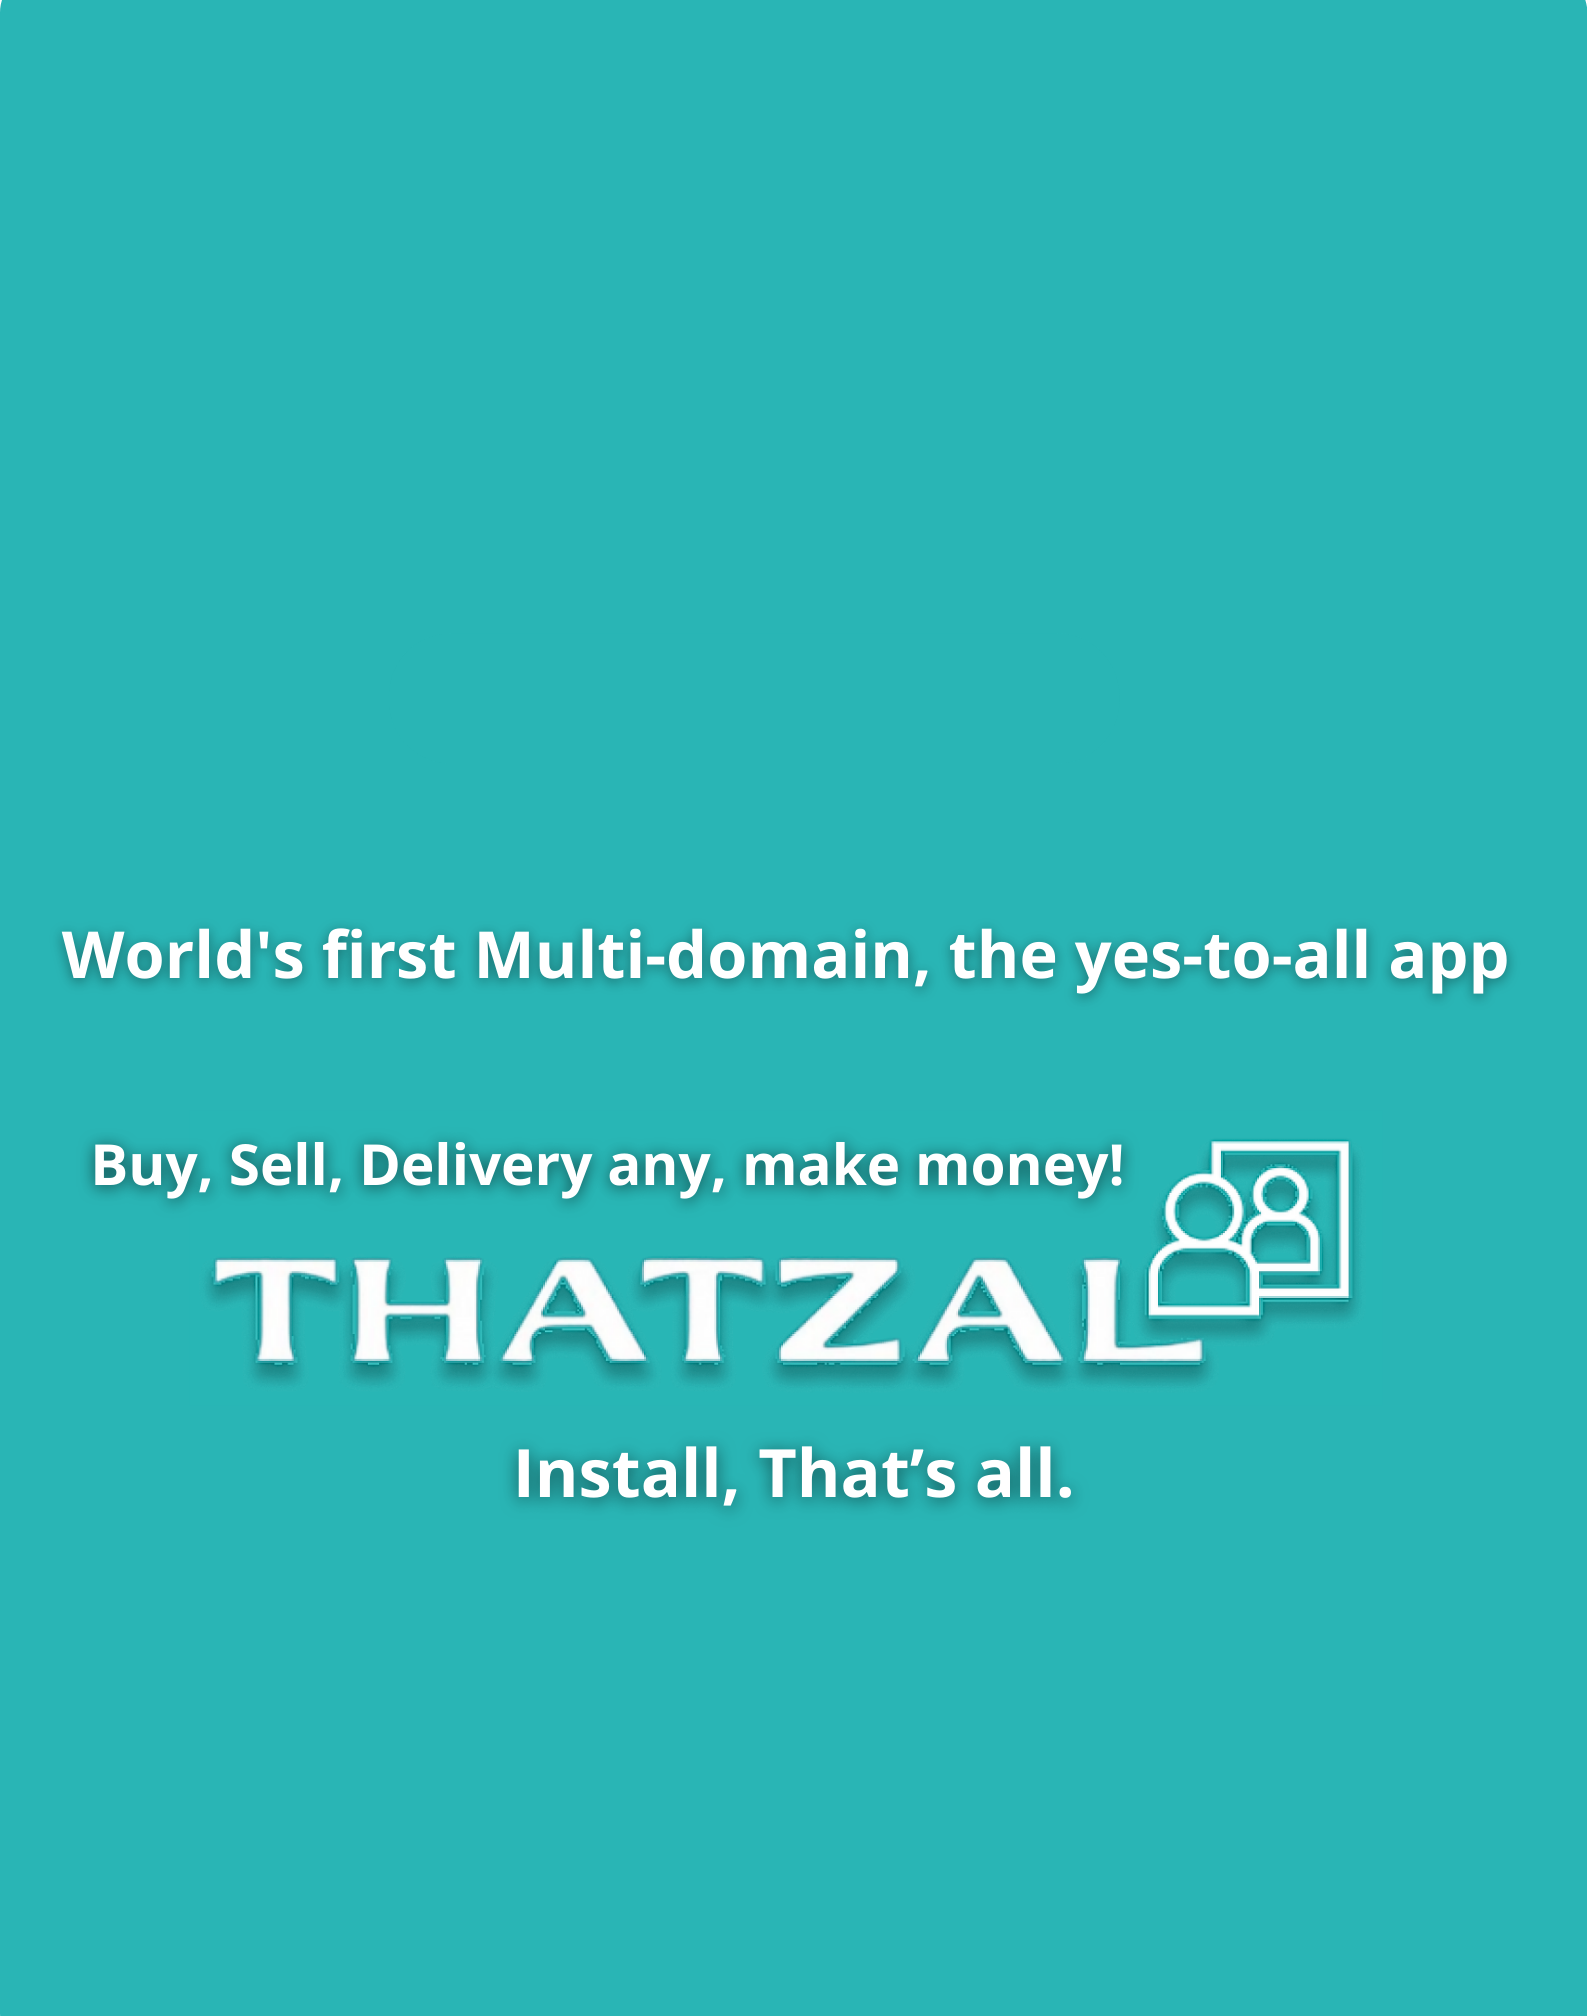 World's first Multi-domain, the yes-to-all app
Buy, Sell, Delivery any, make money!
THATZAL
Install, That’s all.